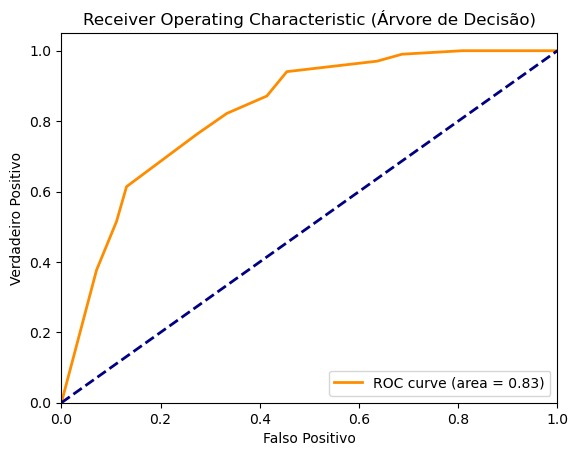 Receiver Operating Characteristic (Árvore de Decisão)
1.0
0.8
0.6
0.4
0.2
0.0
Verdadeiro Positivo
ROC curve (area = 0.83)
0.0 0.2 0.4 0.6 0.8 1.0
Falso Positivo